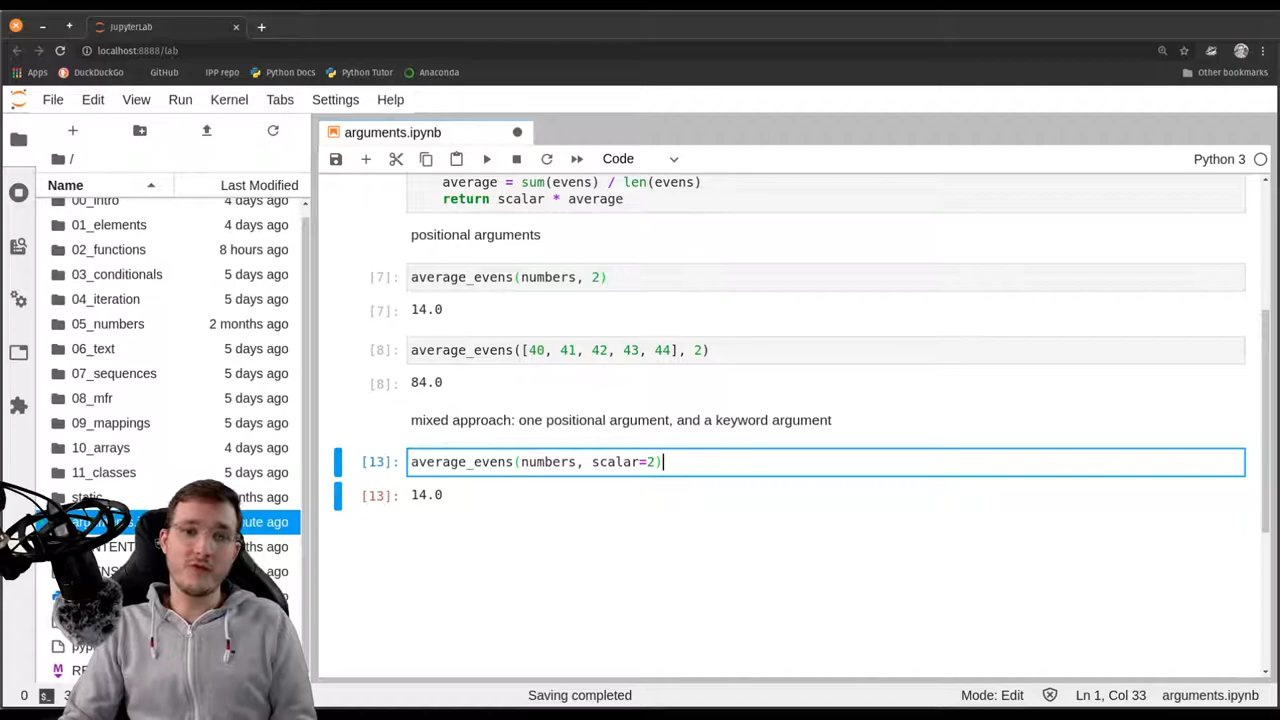 JupyterLab
localhost:8888/lab
Apps DuckDuckGo GitHub IPP repo Python Docs Python Tutor Anaconda Other bookmarks
File Edit View Run Kernel Tabs Settings Help
arguments.ipynb
Code Python 3
/
Name Last Modified
00_intro 4 days ago
01_elements 4 days ago
02_functions 8 hours ago
03_conditionals 5 days ago
04_iteration 5 days ago
05_numbers 2 months ago
06_text 5 days ago
07_sequences 5 days ago
08_mfr 5 days ago
09_mappings 5 days ago
10_arrays 4 days ago
11_classes 5 days ago
static
ago
ago
ago
average = sum(evens) / len(evens)
return scalar * average
positional arguments
[7]: average_evens(numbers, 2)
[7]: 14.0
[8]: average_evens([40, 41, 42, 43, 44], 2)
[8]: 84.0
mixed approach: one positional argument, and a keyword argument
[13]: average_evens(numbers, scalar=2)
[13]: 14.0
0 Saving completed Mode: Edit Ln 1, Col 33 arguments.ipynb